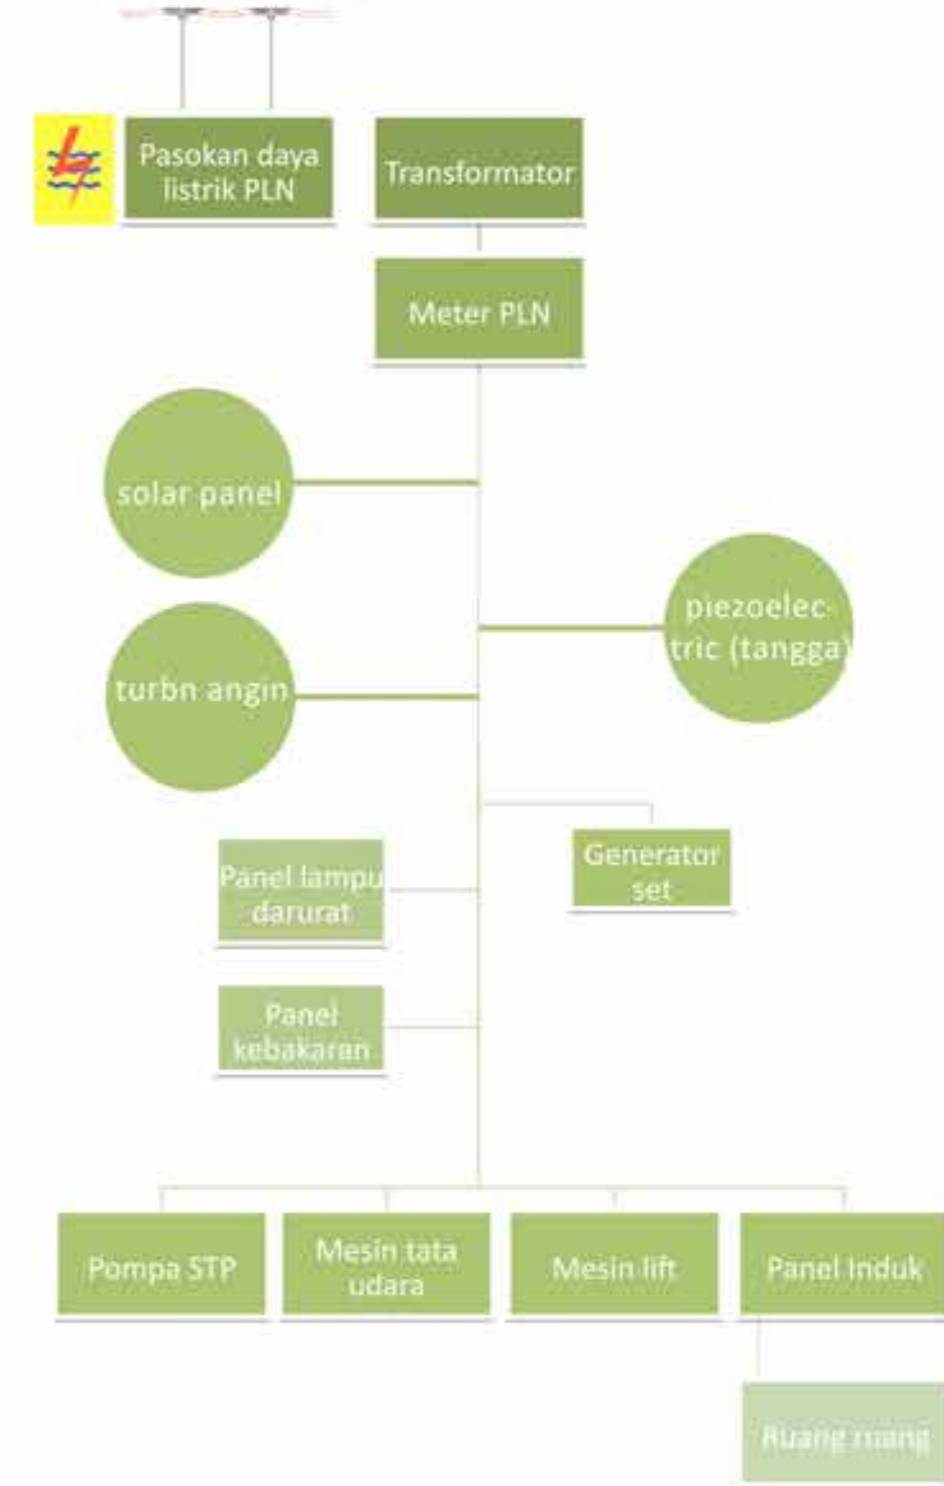 Pasokan daya
listrik PLN
Transformator
Meter PLN
solar panel
piezoelec-
tric (tangga)
turbn angin
Generator
set
Panel lampu
darurat
Panel
kebakaran
Pompa STP
Mesin tata
udara
Mesin lift
Panel Induk
Ruang ruang